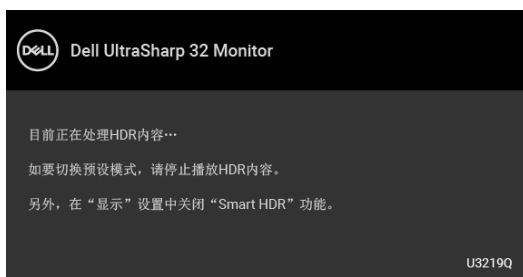 DELL
Dell UltraSharp 32 Monitor
目前正在处理HDR内容…
如要切换预设模式，请停止播放HDR内容。
另外，在“显示”设置中关闭“Smart HDR”功能。
U3219Q